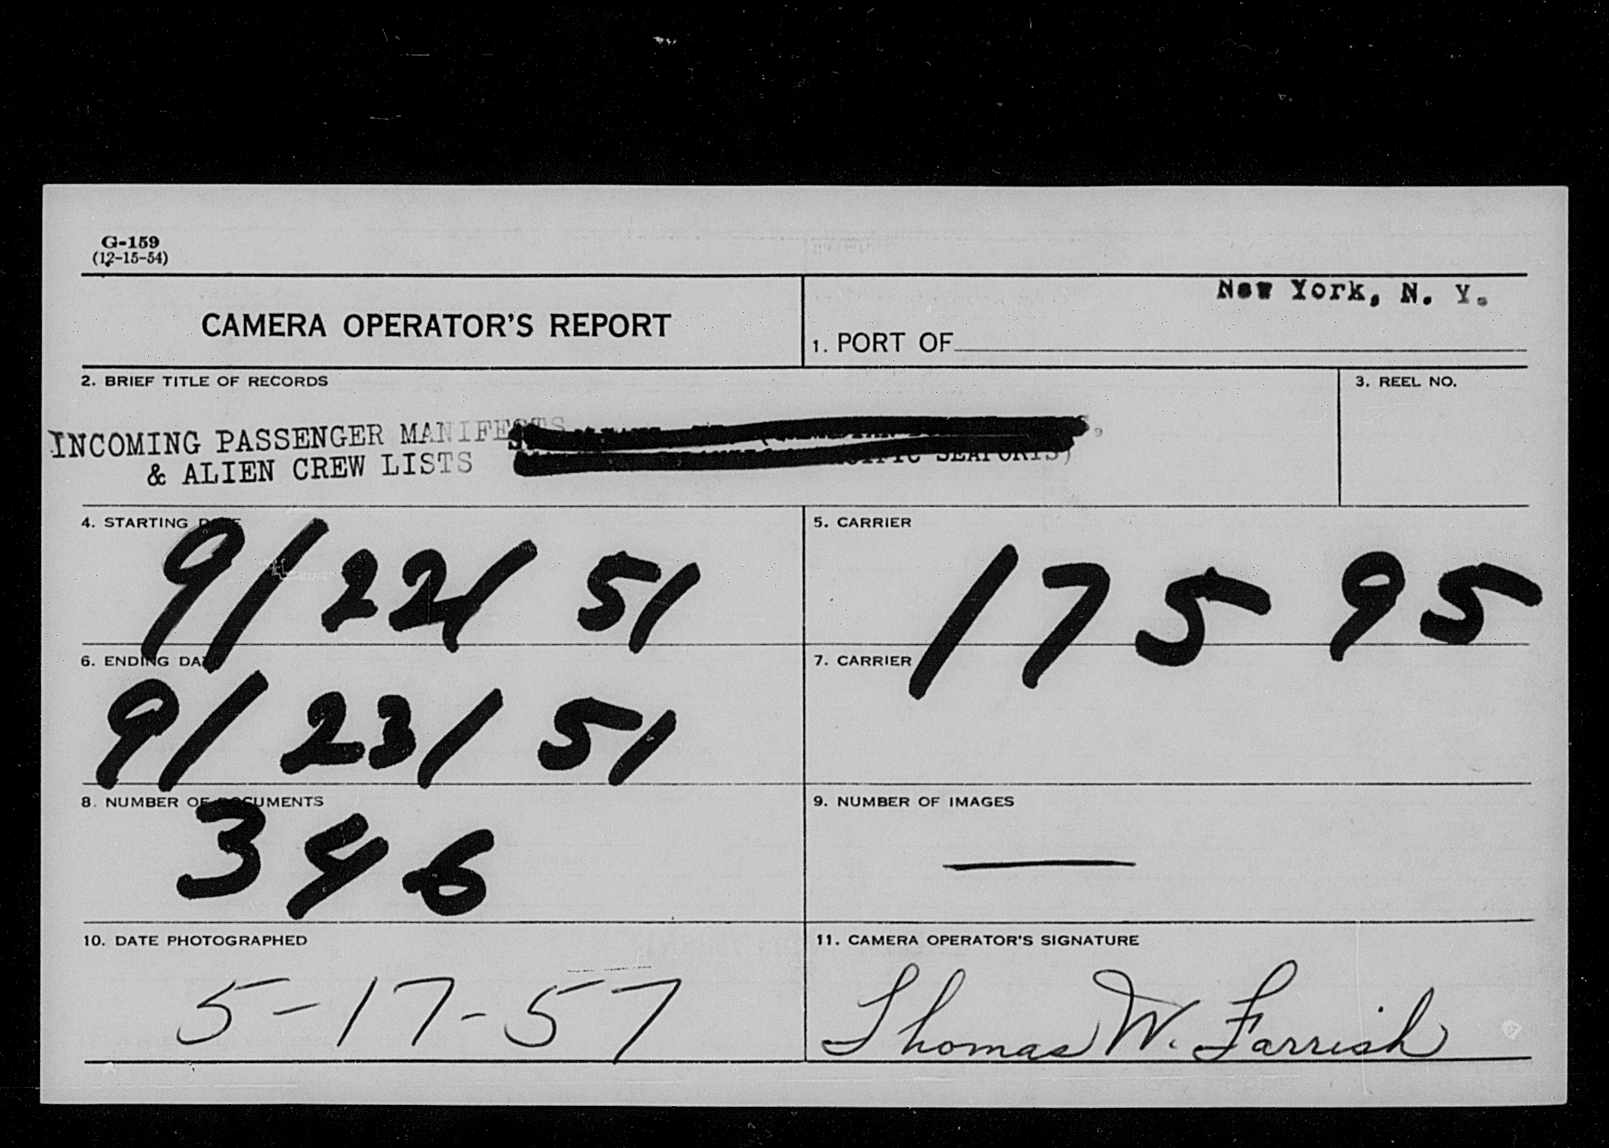 G-159
(12-15-54)
New York, N. Y.
CAMERA OPERATOR'S REPORT
1. PORT OF
2. BRIEF TITLE OF RECORDS
3. REEL NO.
INCOMING PASSENGER MANIFESTS
& ALIEN CREW LISTS SEAPORTS)
4. STARTING DATE
5. CARRIER
9/22/51
17595
6. ENDING DATE
7. CARRIER
9/23/51
8. NUMBER OF DOCUMENTS
9. NUMBER OF IMAGES
346
—
10. DATE PHOTOGRAPHED
11. CAMERA OPERATOR'S SIGNATURE
5-17-57
Thomas W. Farrish